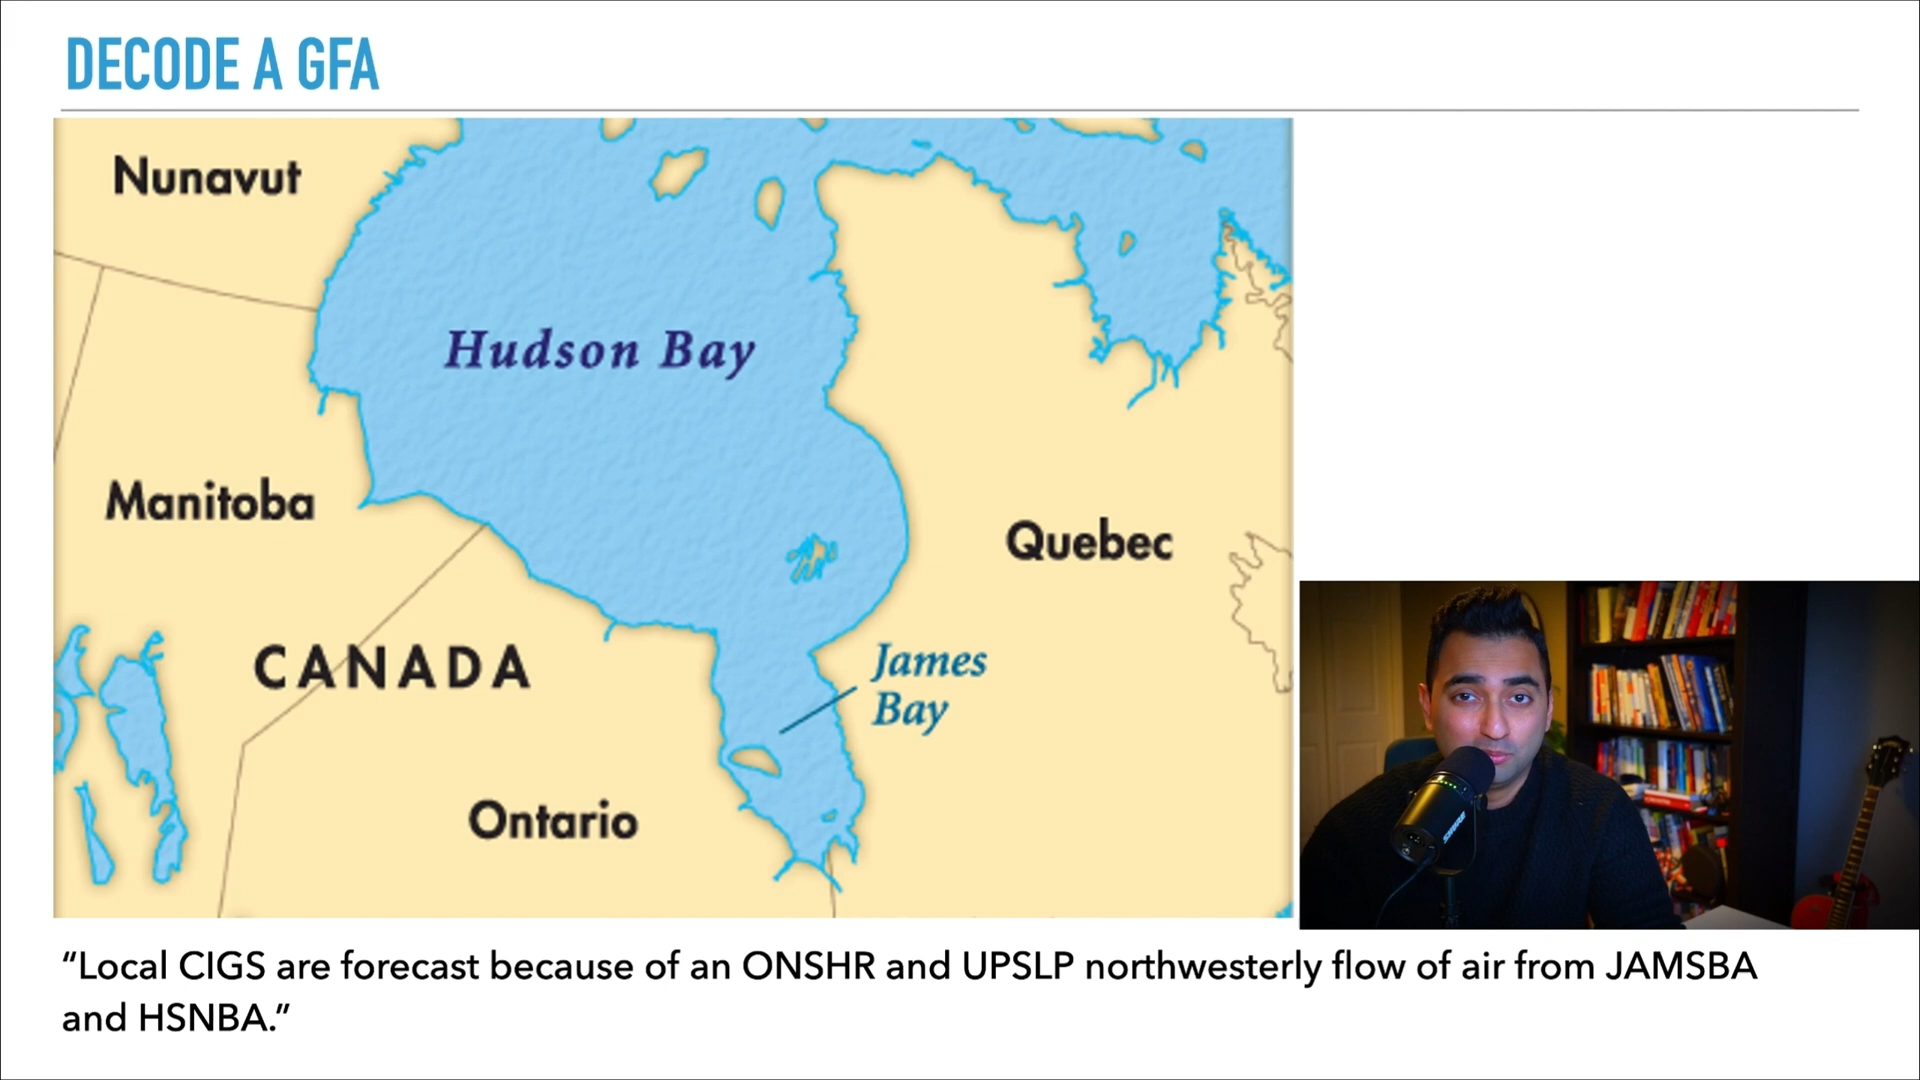 DECODE A GFA
Nunavut
Hudson Bay
Manitoba
Quebec
CANADA
James
Bay
Ontario
SHURE
“Local CIGS are forecast because of an ONSHR and UPSLP northwesterly flow of air from JAMSBA
and HSNBA.”